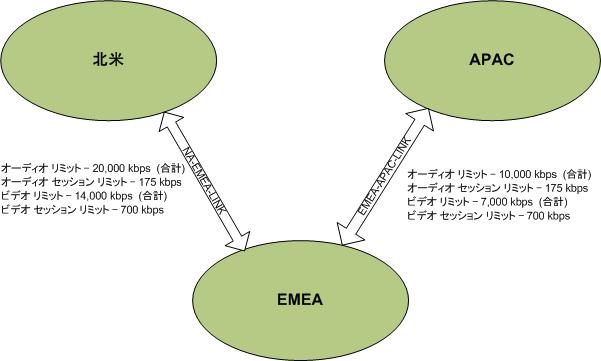 北米
APAC
NA-EMEA-LINK
EMEA-APAC-LINK
オーディオ リミット – 20,000 kbps (合計)
オーディオ セッション リミット – 175 kbps
ビデオ リミット – 14,000 kbps (合計)
ビデオ セッション リミット – 700 kbps
オーディオ リミット – 10,000 kbps (合計)
オーディオ セッション リミット – 175 kbps
ビデオ リミット – 7,000 kbps (合計)
ビデオ セッション リミット – 700 kbps
EMEA